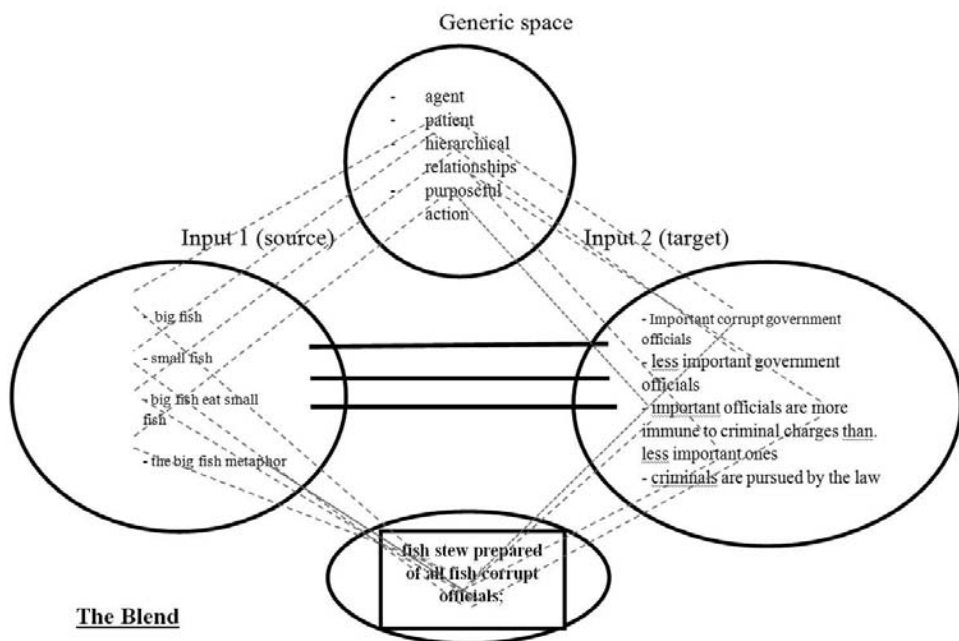 Generic space
- agent
- patient
- hierarchical
relationships
- purposeful
action
Input 1 (source)
Input 2 (target)
- big fish
- small fish
- big fish eat small
fish
- the big fish metaphor
- Important corrupt government
officials
- less important government
officials
- important officials are more
immune to criminal charges than.
less important ones
- criminals are pursued by the law
fish stew prepared
of all fish corrupt
officials;
The Blend